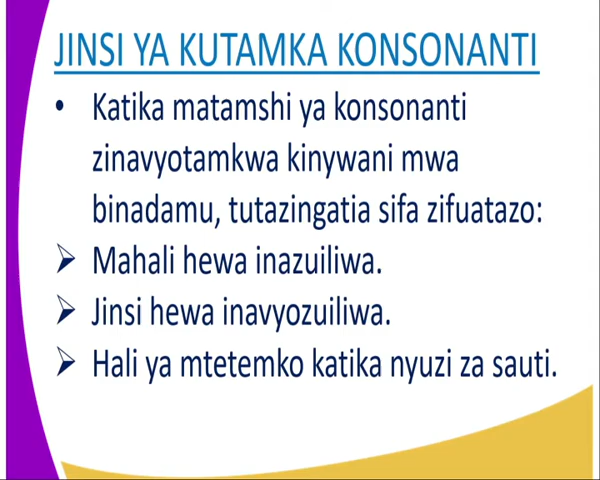 JINSI YA KUTAMKA KONSONANTI
• Katika matamshi ya konsonanti
zinavyotamkwa kinywani mwa
binadamu, tutazingatia sifa zifuatazo:
➢ Mahali hewa inazuiliwa.
➢ Jinsi hewa inavyozuiliwa.
➢ Hali ya mtetemko katika nyuzi za sauti.